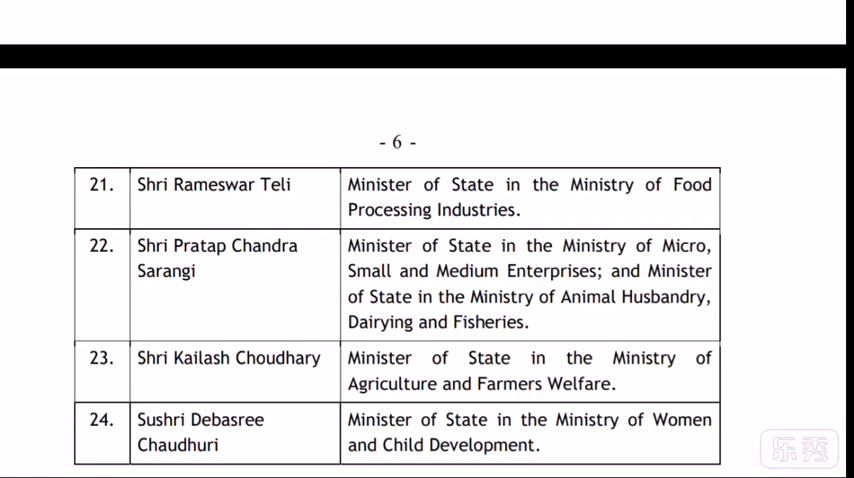 - 6 -
21. Shri Rameswar Teli Minister of State in the Ministry of Food
Processing Industries.
22. Shri Pratap Chandra Minister of State in the Ministry of Micro,
Sarangi Small and Medium Enterprises; and Minister
of State in the Ministry of Animal Husbandry,
Dairying and Fisheries.
23. Shri Kailash Choudhary Minister of State in the Ministry of
Agriculture and Farmers Welfare.
24. Sushri Debasree Minister of State in the Ministry of Women
Chaudhuri and Child Development.
乐秀